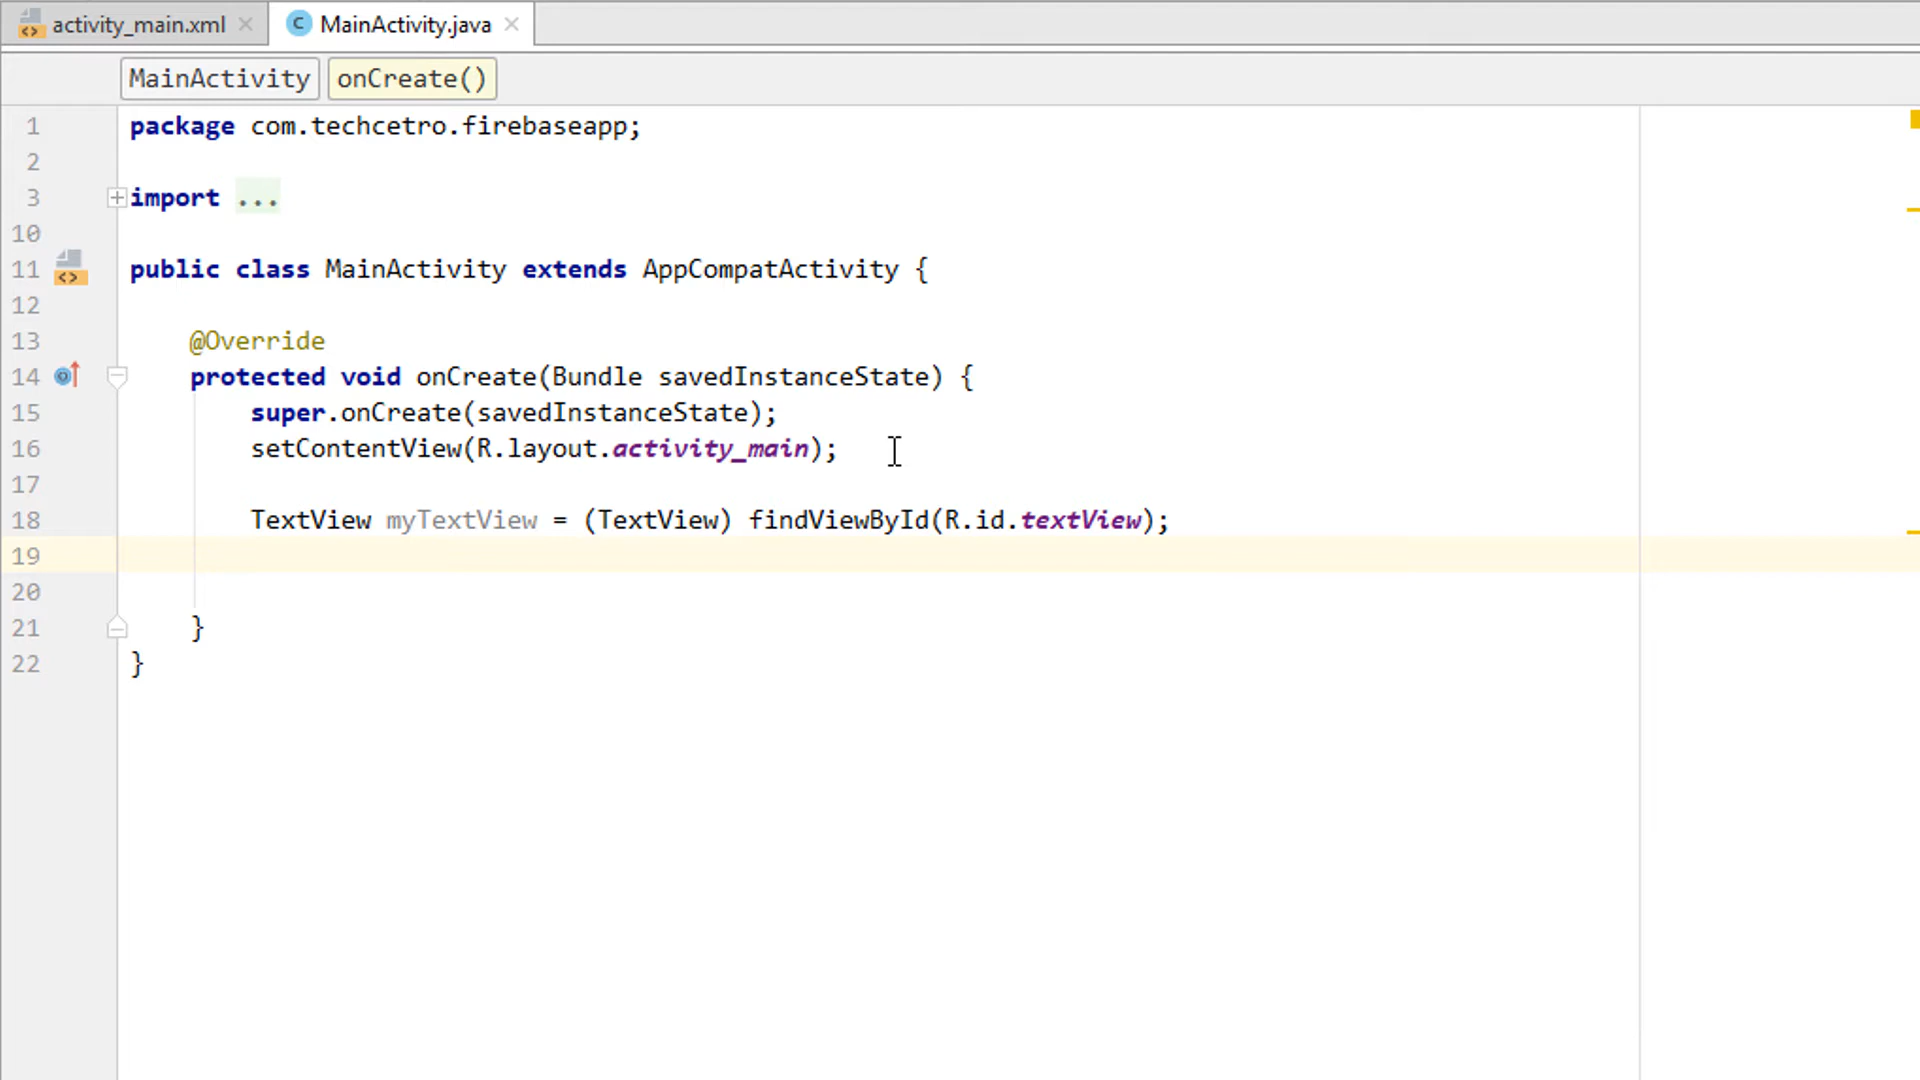 activity_main.xml MainActivity.java
MainActivity onCreate()
1 package com.techcetro.firebaseapp;
2
3 import ...
10
11 public class MainActivity extends AppCompatActivity {
12
13 @Override
14 protected void onCreate(Bundle savedInstanceState) {
15 super.onCreate(savedInstanceState);
16 setContentView(R.layout.activity_main);
17
18 TextView myTextView = (TextView) findViewById(R.id.textView);
19
20
21 }
22 }